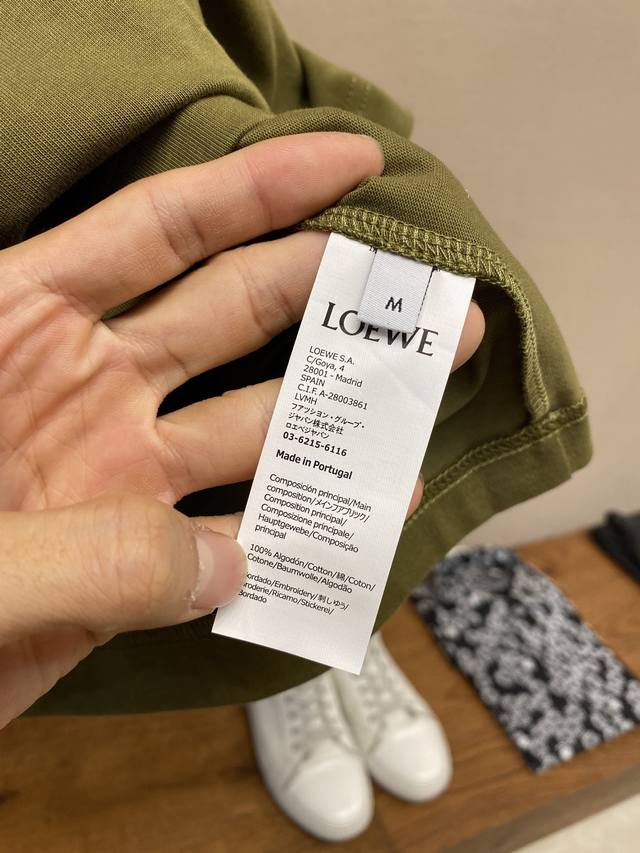 M
LOEWE
LOEWE S.A.
C/Goya, 4
28001 - Madrid
SPAIN
C.I.F. A-28003861
LVMH
ファッション・グループ・
ジャパン株式会社
ロエベジャパン
03-6215-6116
Made in Portugal
Composición principal/Main
composition/メインファブリック/
Composition principal/
Composizione principale/
Hauptgewebe/Composição
principal
100% Algodón/Cotton/綿/Coton/
Cotone/Baumwolle/Algodão
Bordado/Embroidery/刺しゅう/
Broderie/Ricamo/Stickerei/
Bordado